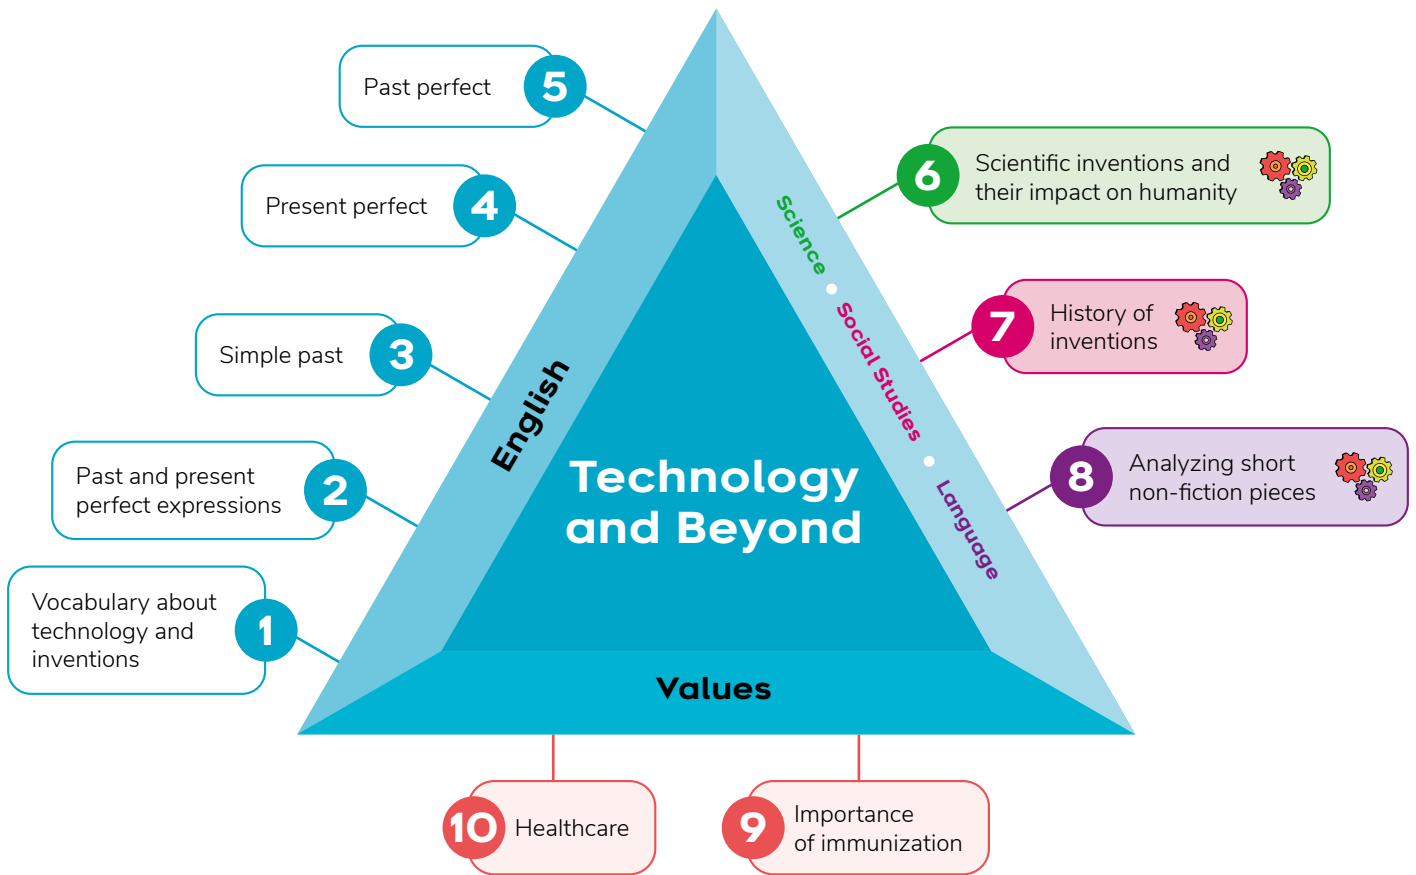 5
Past perfect
4
Present perfect
3
Simple past
2
Past and present
perfect expressions
1
Vocabulary about
technology and
inventions
English
Technology
and Beyond
Science • Social Studies • Language
6
Scientific inventions and
their impact on humanity
7
History of
inventions
8
Analyzing short
non-fiction pieces
Values
10
Healthcare
9
Importance
of immunization